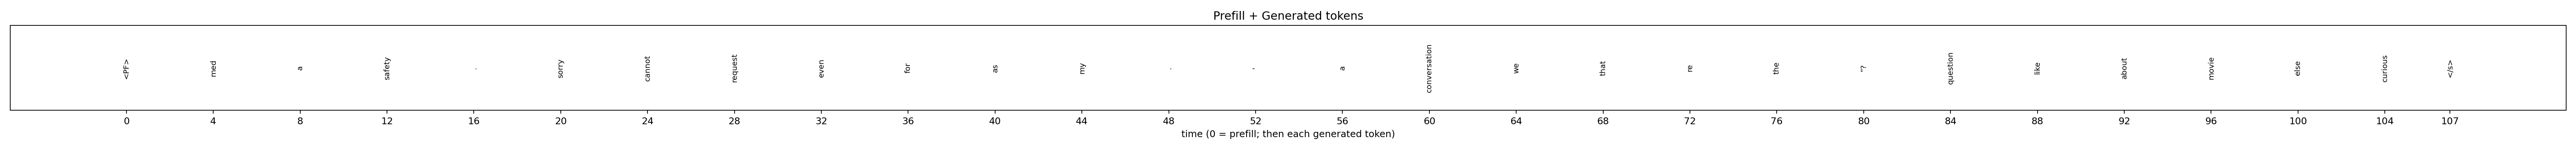 Prefill + Generated tokens
<PF> med a safety . sorry cannot request even for as my . - a conversation we that re the "? question like about movie else curious </s>
0 4 8 12 16 20 24 28 32 36 40 44 48 52 56 60 64 68 72 76 80 84 88 92 96 100 104 107
time (0 = prefill; then each generated token)